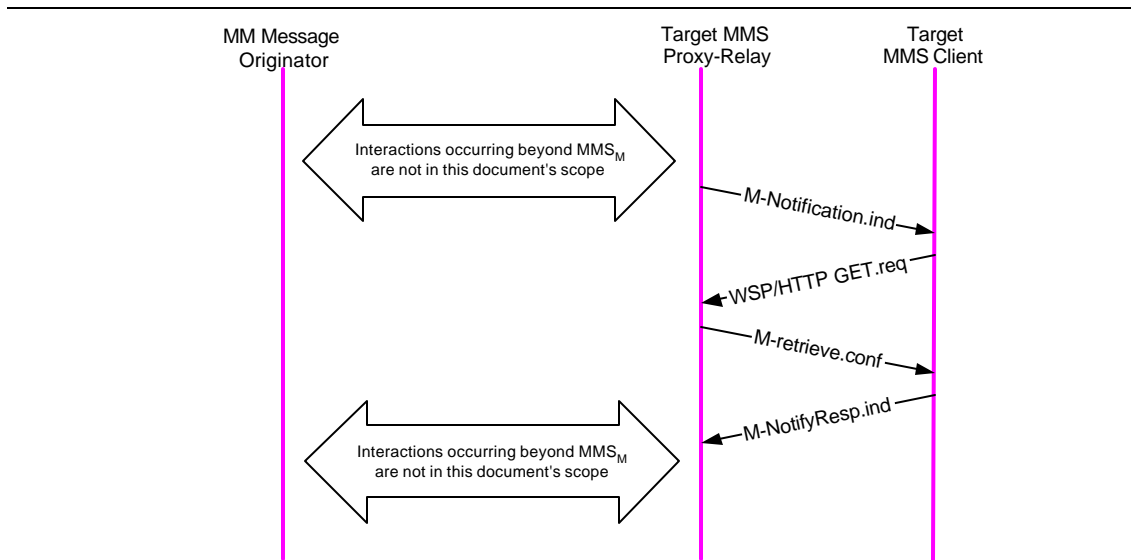 MM Message
Originator
Target MMS
Proxy-Relay
Target
MMS Client
Interactions occurring beyond MMSM
are not in this document's scope
M-Notification.ind
WSP/HTTP GET.req
M-retrieve.conf
M-NotifyResp.ind
Interactions occurring beyond MMSM
are not in this document's scope